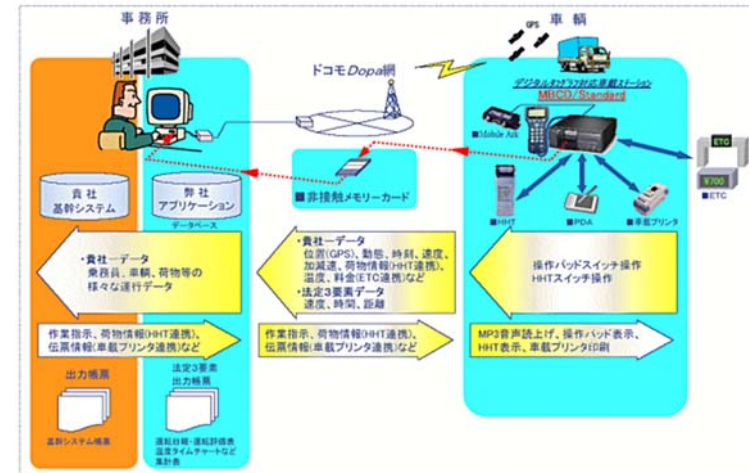 事務所
車輌
GPS
ドコモDopa網
デジタルタコグラフ対応車載ステーション
MBCD/Standard
■Mobile Ark
ETC
¥700
■ETC
■非接触メモリーカード
■HHT
■PDA
■車載プリンタ
貴社
基幹システム
弊社
アプリケーション
データベース
・貴社−データ
乗務員、車輌、荷物等の
様々な運行データ
・貴社−データ
位置(GPS)、動態、時刻、速度、
加減速、荷物情報(HHT連携)、
温度、料金(ETC連携)など
・法定3要素データ
速度、時間、距離
操作パッドスイッチ操作
HHTスイッチ操作
作業指示、荷物情報(HHT連携)、
伝票情報(車載プリンタ連携)など
作業指示、荷物情報(HHT連携)、
伝票情報(車載プリンタ連携)など
MP3音声読上げ、操作パッド表示、
HHT表示、車載プリンタ印刷
出力帳票
法定3要素
出力帳票
基幹システム帳票
運転日報・運転評価表
温度タイムチャートなど
集計表